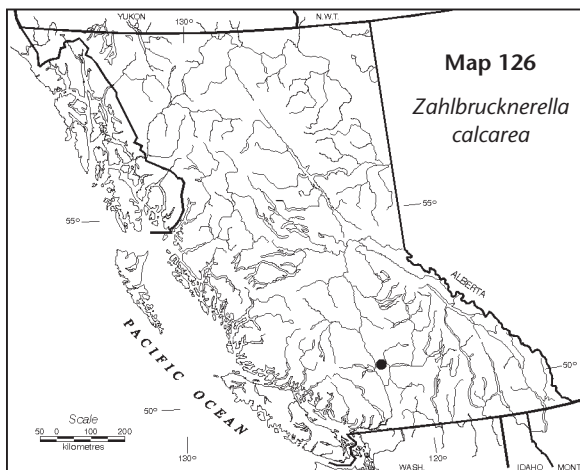 YUKON
130°
N.W.T.
Map 126
Zahlbrucknerella
calcarea
55°
55°
ALBERTA
PACIFIC OCEAN
50°
50°
Scale
50 0 100 200
kilometres
130°
120°
WASH.
IDAHO
MONT